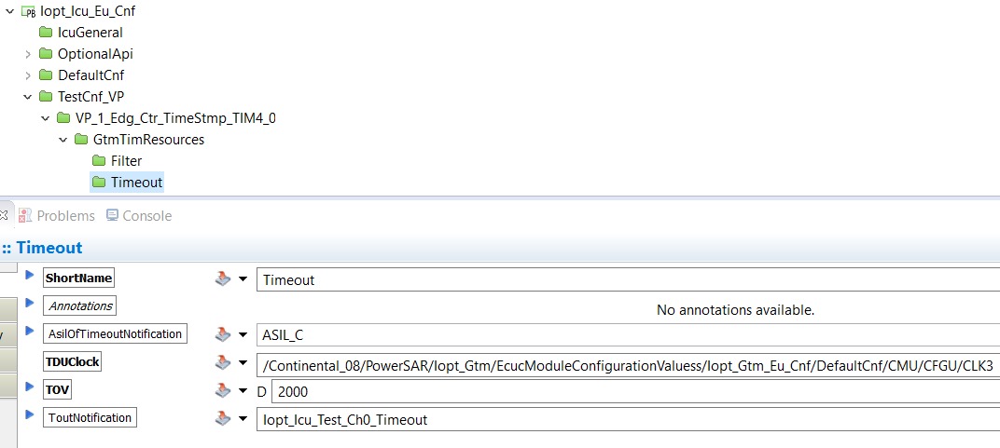 Iopt_Icu_Eu_Cnf
IcuGeneral
OptionalApi
DefaultCnf
TestCnf_VP
VP_1_Edg_Ctr_TimeStmp_TIM4_0
GtmTimResources
Filter
Timeout
Problems Console
:: Timeout
ShortName Timeout
Annotations No annotations available.
AsilOfTimeoutNotification ASIL_C
TDUClock /Continental_08/PowerSAR/Iopt_Gtm/EcucModuleConfigurationValuess/Iopt_Gtm_Eu_Cnf/DefaultCnf/CMU/CFGU/CLK3
TOV D 2000
ToutNotification Iopt_Icu_Test_Ch0_Timeout